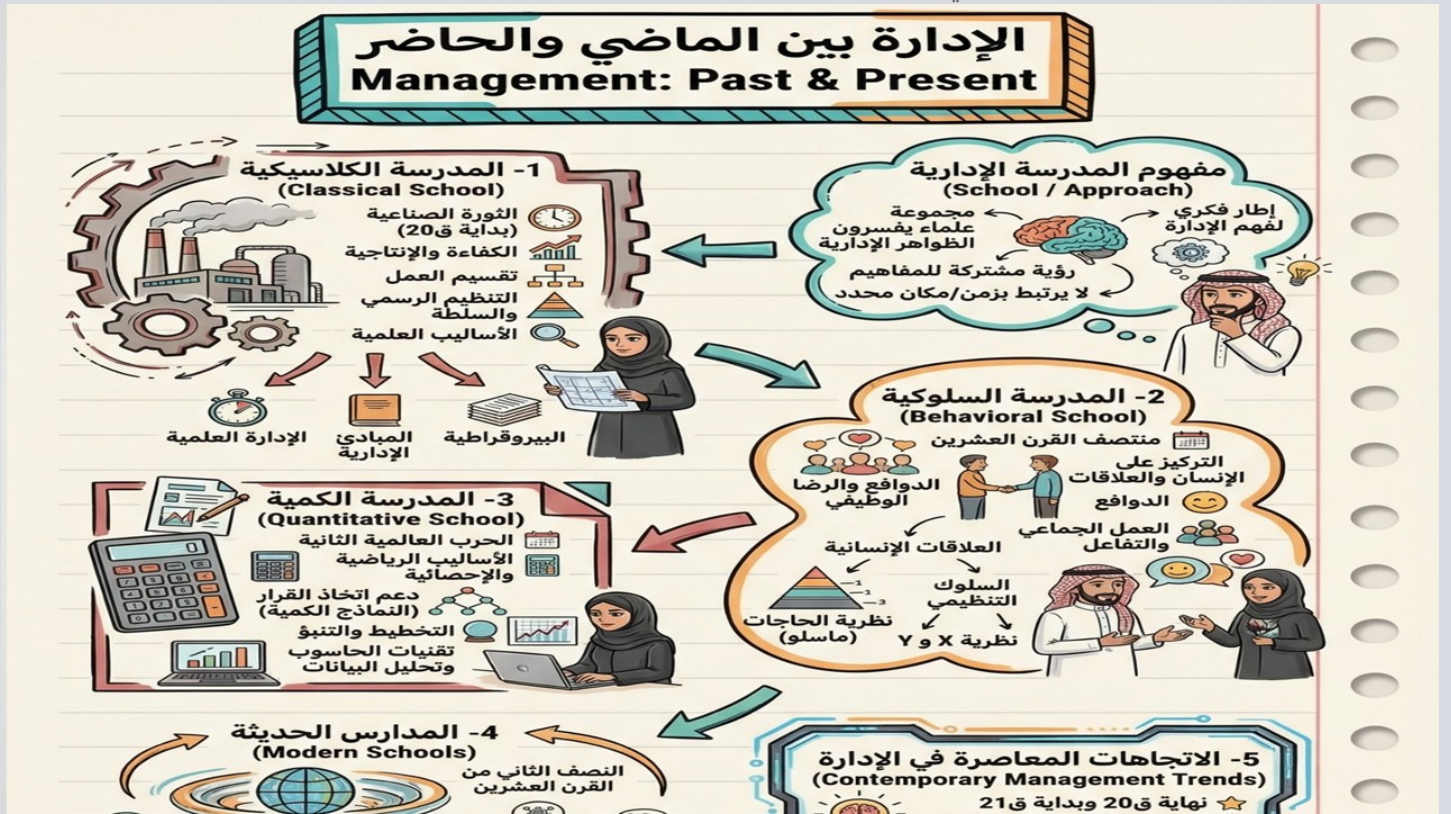 الإدارة بين الماضي والحاضر
Management: Past & Present
مفهوم المدرسة الإدارية
(School / Approach)
إطار فكري
لفهم الإدارة
مجموعة
علماء يفسرون
الظواهر الإدارية
رؤية مشتركة للمفاهيم
لا يرتبط بزمن/مكان محدد
1- المدرسة الكلاسيكية
(Classical School)
الثورة الصناعية
(بداية ق20)
الكفاءة والإنتاجية
تقسيم العمل
التنظيم الرسمي
والسلطة
الأساليب العلمية
البيروقراطية
المبادئ
الإدارية
الإدارة العلمية
2- المدرسة السلوكية
(Behavioral School)
منتصف القرن العشرين
التركيز على
الإنسان والعلاقات
الدوافع
العمل الجماعي
والتفاعل
الدوافع والرضا
الوظيفي
العلاقات الإنسانية
السلوك
التنظيمي
نظرية X و Y
1
1
3
نظرية الحاجات
(ماسلو)
3- المدرسة الكمية
(Quantitative School)
الحرب العالمية الثانية
الأساليب الرياضية
والإحصائية
دعم اتخاذ القرار
(النماذج الكمية)
التخطيط والتنبؤ
تقنيات الحاسوب
وتحليل البيانات
4- المدارس الحديثة
(Modern Schools)
النصف الثاني من
القرن العشرين
5- الاتجاهات المعاصرة في الإدارة
(Contemporary Management Trends)
نهاية ق20 وبداية ق21